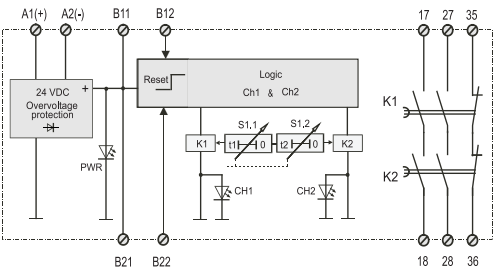 A1(+) A2(-) B11 B12 17 27 35
24 VDC
Overvoltage
protection
+
Reset
Logic
Ch1 & Ch2
K1
S1,1 S1,2
K1 t1 0 t2 0 K2
PWR
K2
CH1 CH2
B21 B22 18 28 36